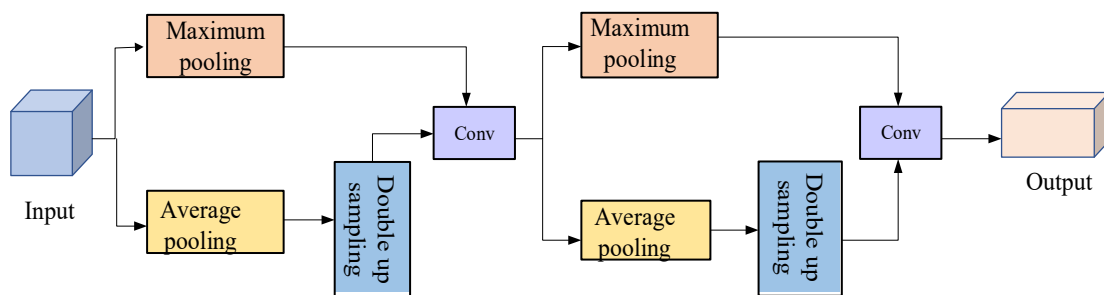 Input
Maximum
pooling
Average
pooling
Double up
sampling
Conv
Maximum
pooling
Average
pooling
Double up
sampling
Conv
Output